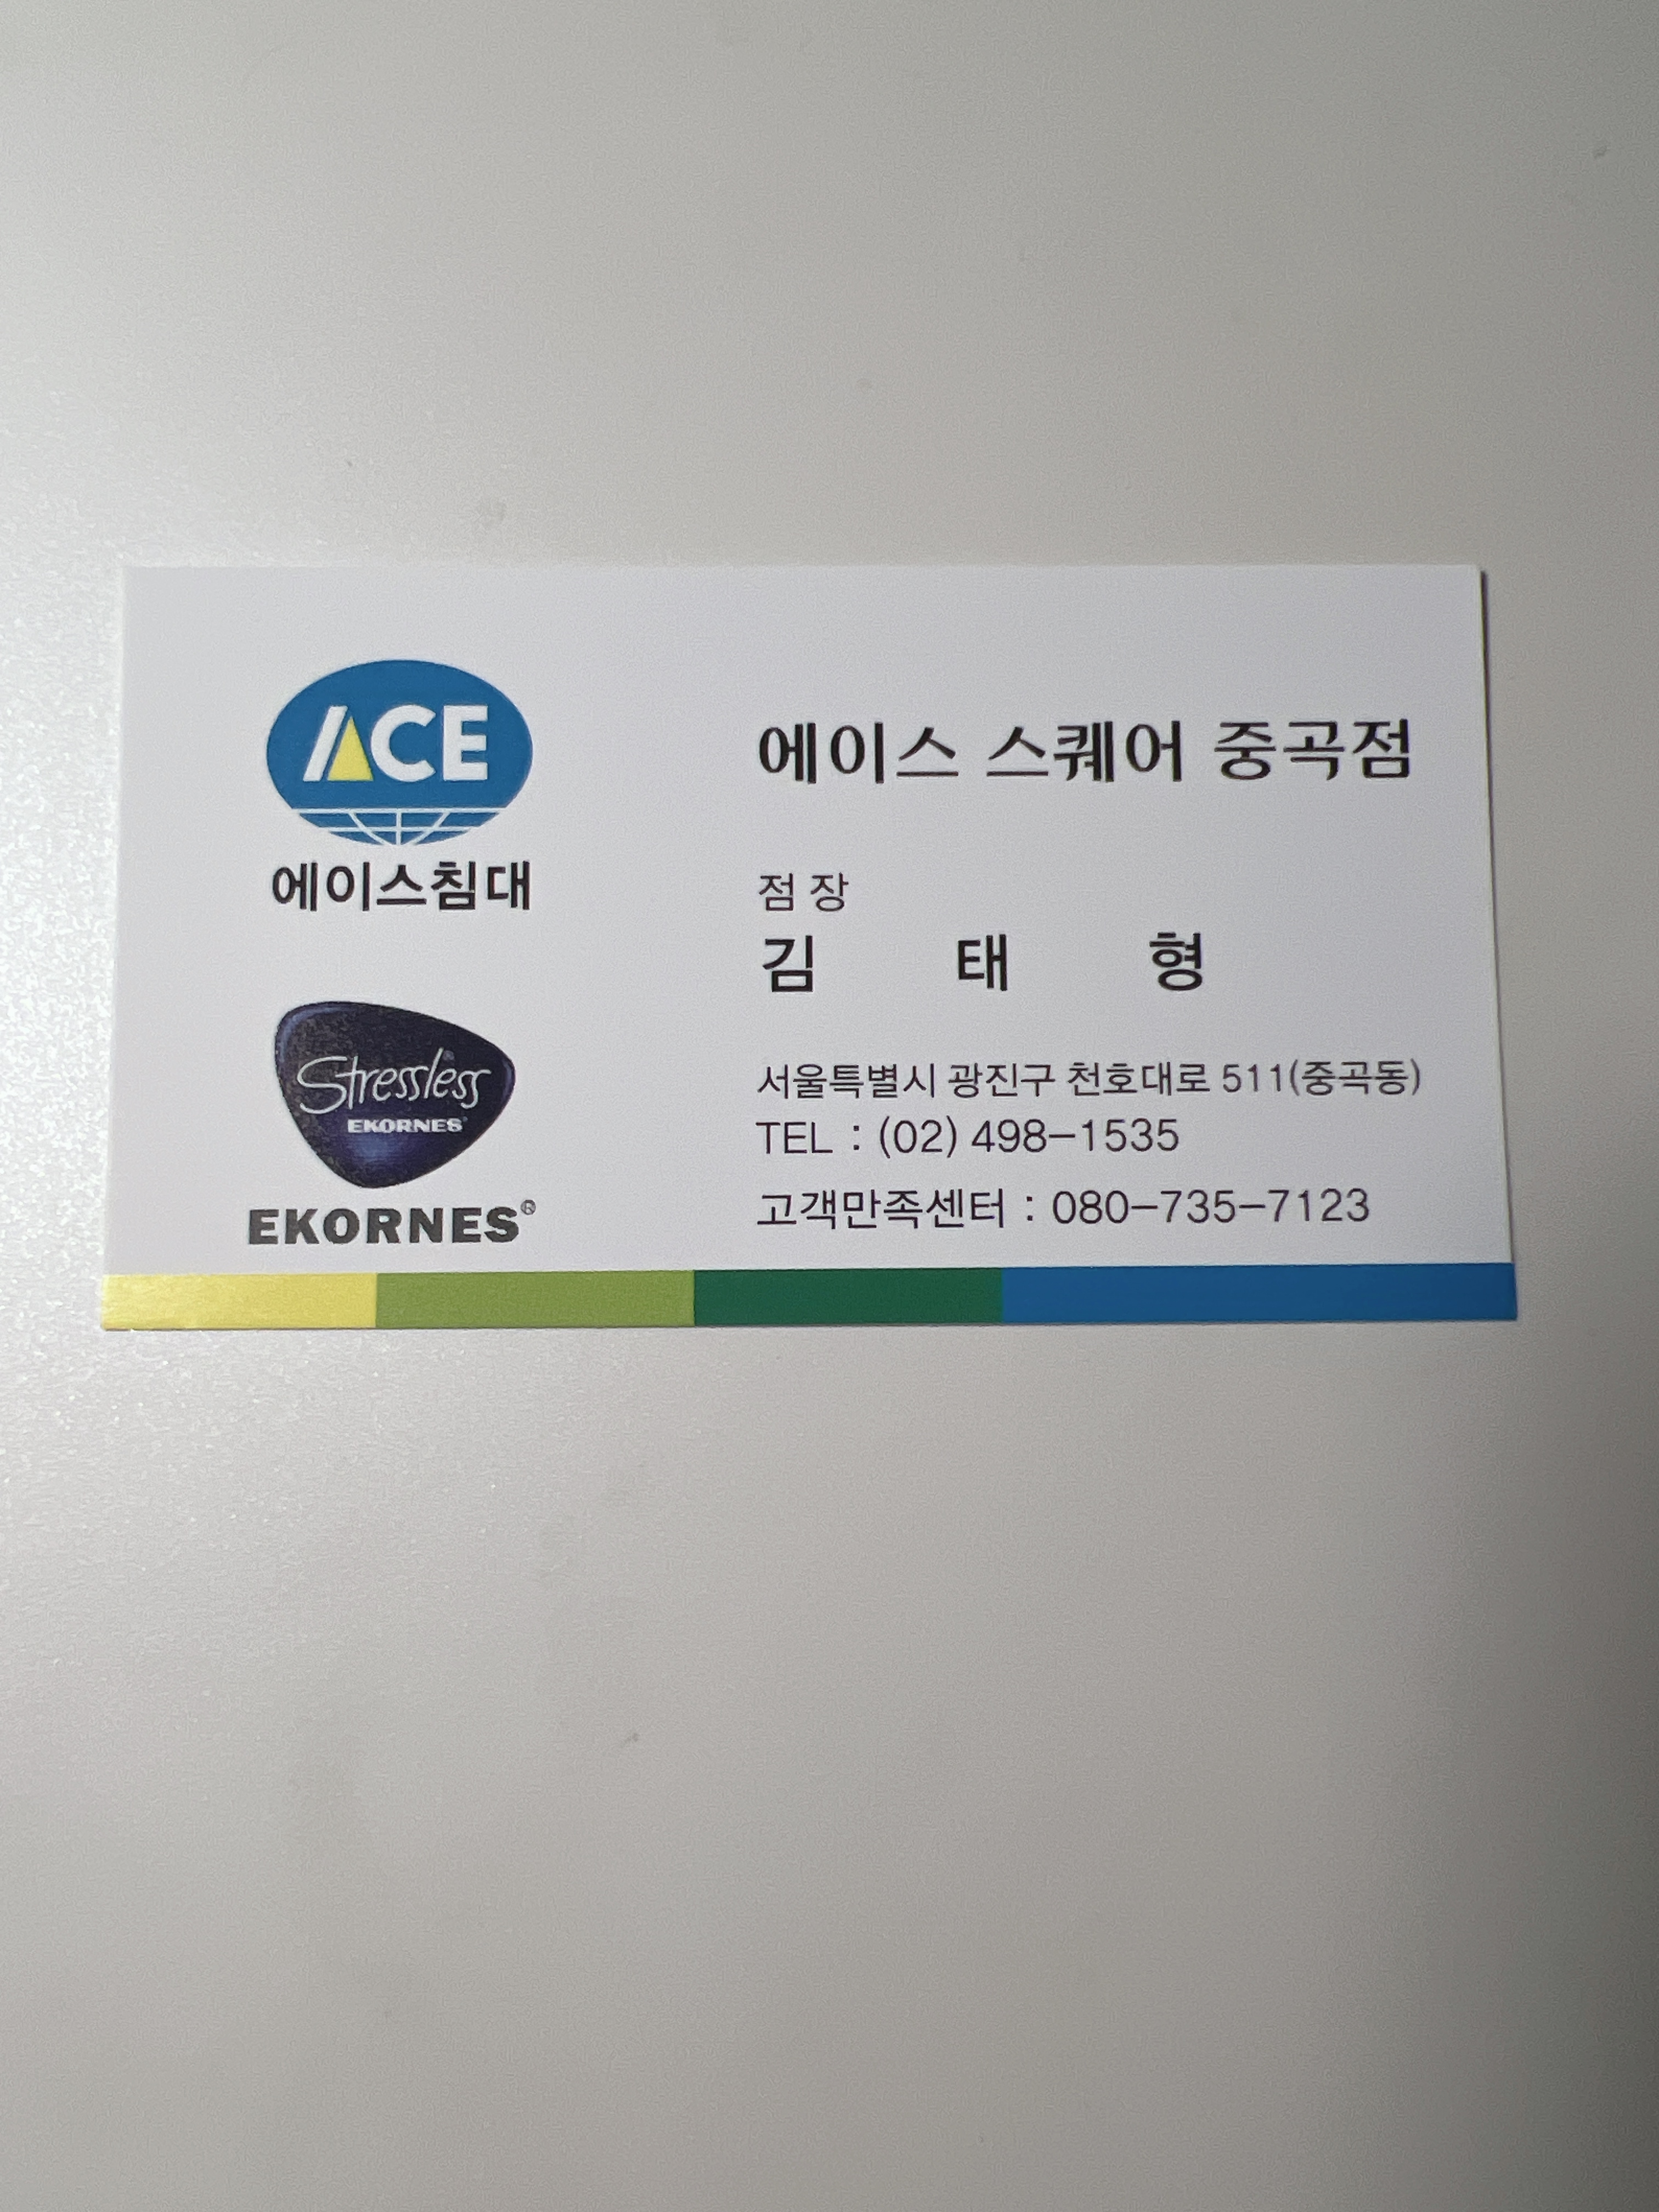 ACE
에이스침대
Stressless
EKORNES®
EKORNES®
에이스 스퀘어 중곡점
점 장
김 태 형
서울특별시 광진구 천호대로 511(중곡동)
TEL : (02) 498-1535
고객만족센터 : 080-735-7123